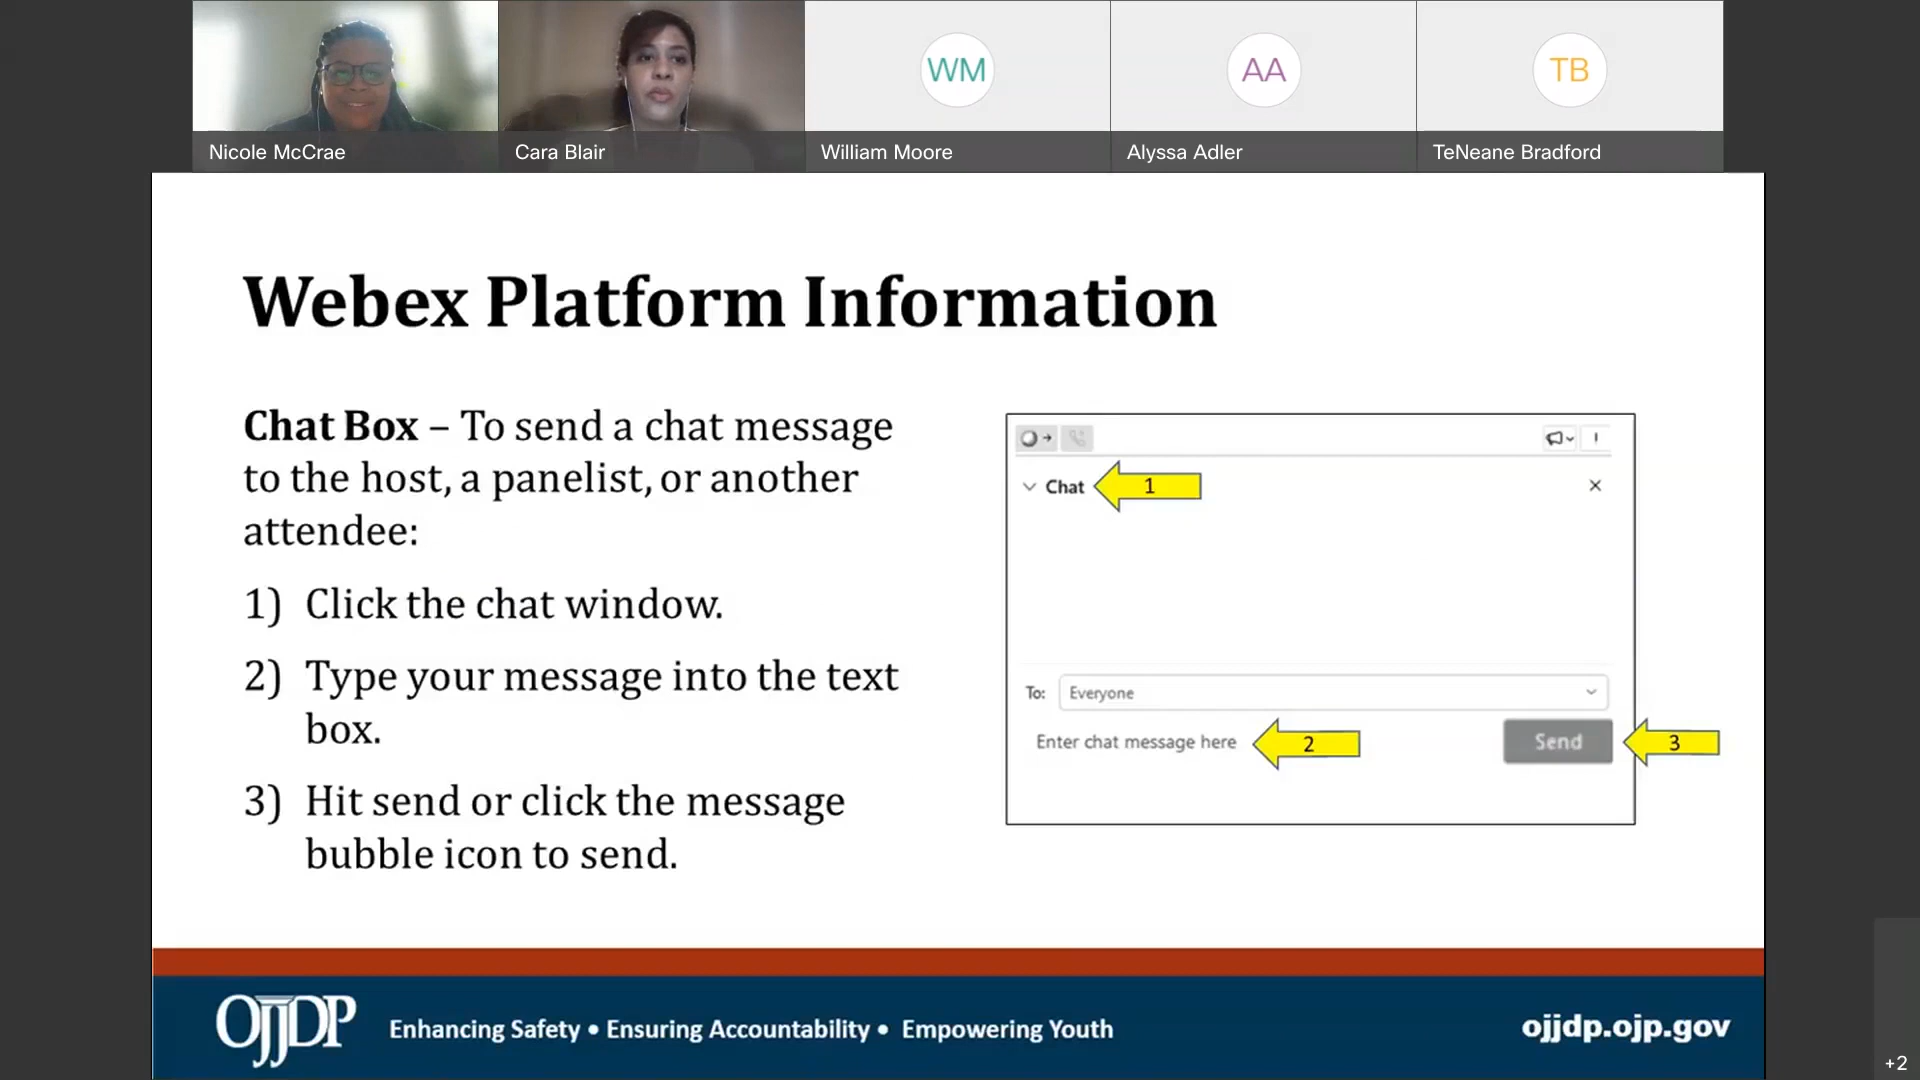 WM
AA
TB
Nicole McCrae
Cara Blair
William Moore
Alyssa Adler
TeNeane Bradford
Webex Platform Information
Chat Box – To send a chat message
to the host, a panelist, or another
attendee:
1) Click the chat window.
2) Type your message into the text
box.
3) Hit send or click the message
bubble icon to send.
Chat
1
To:
Everyone
Enter chat message here
2
Send
3
OJJDP
Enhancing Safety • Ensuring Accountability • Empowering Youth
ojjdp.ojp.gov
+2